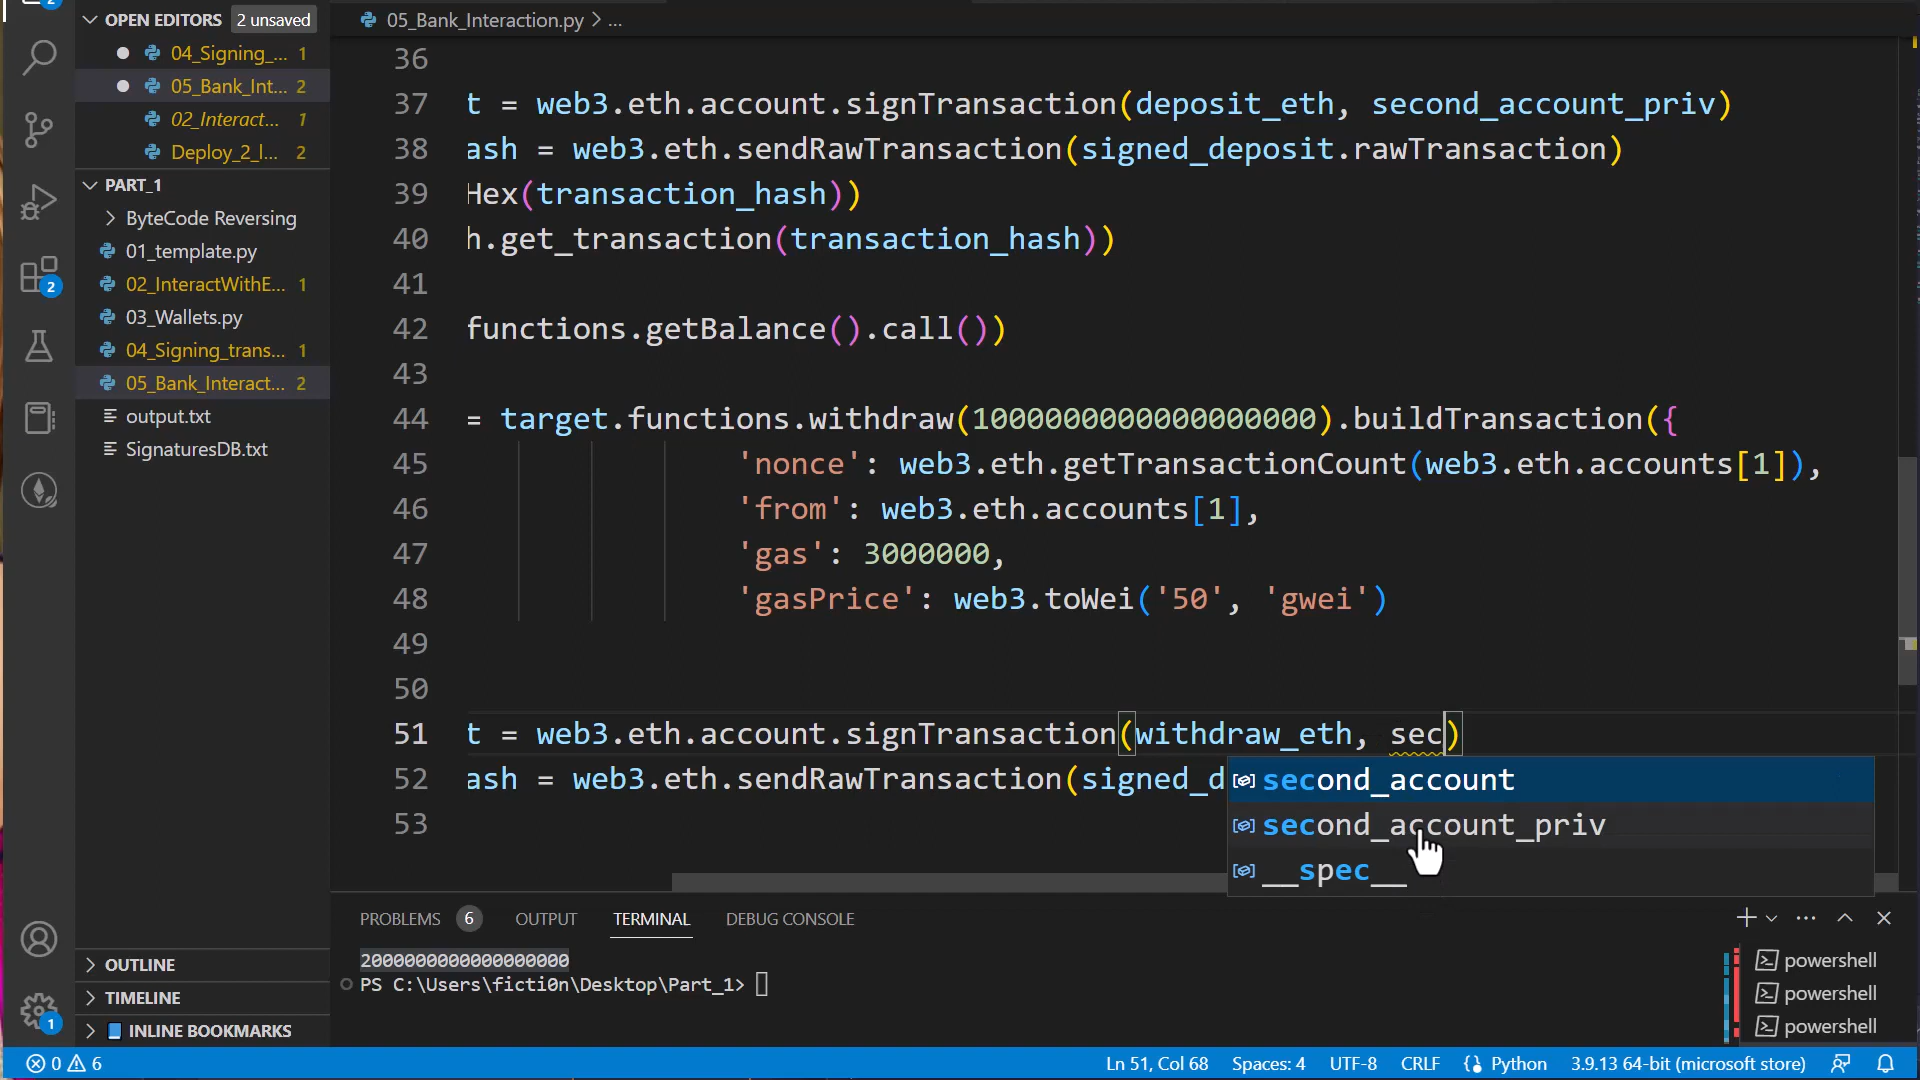 2
OPEN EDITORS 2 unsaved
04_Signing_... 1
05_Bank_Int... 2
02_Interact... 1
Deploy_2_l... 2
PART_1
ByteCode Reversing
01_template.py
02_InteractWithE... 1
03_Wallets.py
04_Signing_trans... 1
05_Bank_Interact... 2
output.txt
SignaturesDB.txt
OUTLINE
TIMELINE
INLINE BOOKMARKS
1
05_Bank_Interaction.py > ...
36
37 t = web3.eth.account.signTransaction(deposit_eth, second_account_priv)
38 ash = web3.eth.sendRawTransaction(signed_deposit.rawTransaction)
39 Hex(transaction_hash))
40 h.get_transaction(transaction_hash))
41
42 functions.getBalance().call())
43
44 = target.functions.withdraw(1000000000000000000).buildTransaction({
45 'nonce': web3.eth.getTransactionCount(web3.eth.accounts[1]),
46 'from': web3.eth.accounts[1],
47 'gas': 3000000,
48 'gasPrice': web3.toWei('50', 'gwei')
49
50
51 t = web3.eth.account.signTransaction(withdraw_eth, sec)
52 ash = web3.eth.sendRawTransaction(signed_d
53
second_account
second_account_priv
__spec__
PROBLEMS 6 OUTPUT TERMINAL DEBUG CONSOLE
2000000000000000000
PS C:\Users\ficti0n\Desktop\Part_1>
powershell
powershell
powershell
0 6 Ln 51, Col 68 Spaces: 4 UTF-8 CRLF Python 3.9.13 64-bit (microsoft store)